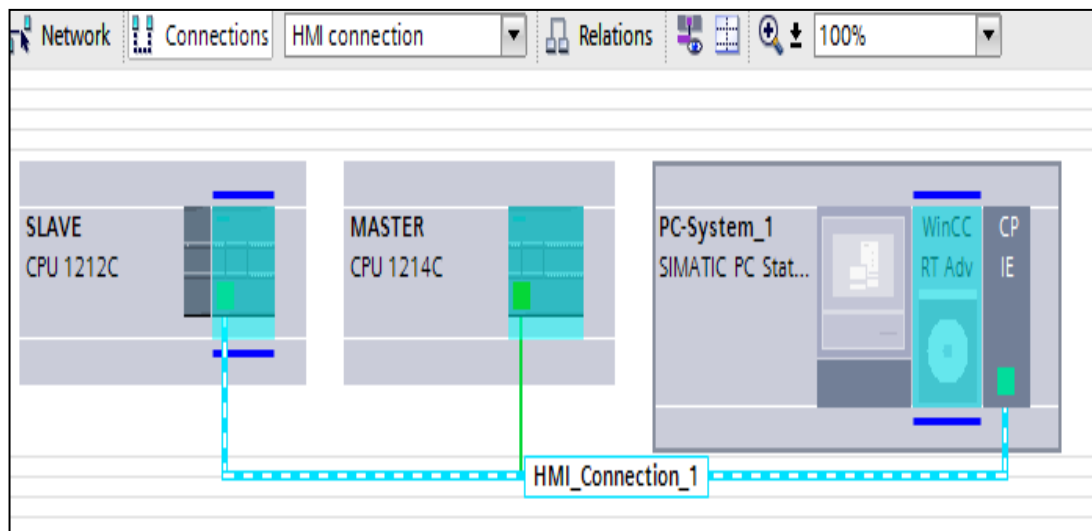 Network Connections HMI connection Relations 100%
SLAVE
CPU 1212C
MASTER
CPU 1214C
PC-System_1
SIMATIC PC Stat...
WinCC
RT Adv
CP
IE
HMI_Connection_1